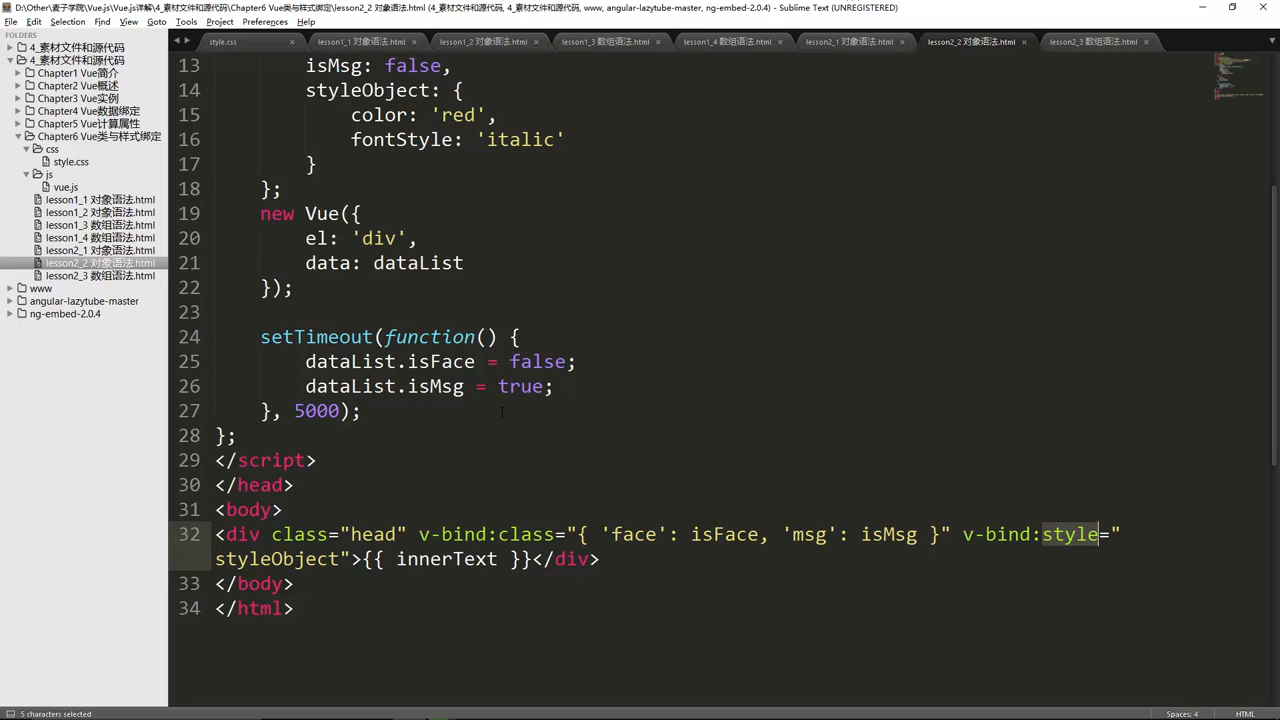 D:\Other\麦子学院\Vue.js\Vue.js详解\4_素材文件和源代码\Chapter6 Vue类与样式绑定\lesson2_2 对象语法.html (4_素材文件和源代码, 4_素材文件和源代码, www, angular-lazytube-master, ng-embed-2.0.4) - Sublime Text (UNREGISTERED)
File Edit Selection Find View Goto Tools Project Preferences Help
FOLDERS
4_素材文件和源代码
4_素材文件和源代码
Chapter1 Vue简介
Chapter2 Vue概述
Chapter3 Vue实例
Chapter4 Vue数据绑定
Chapter5 Vue计算属性
Chapter6 Vue类与样式绑定
css
style.css
js
vue.js
lesson1_1 对象语法.html
lesson1_2 对象语法.html
lesson1_3 数组语法.html
lesson1_4 数组语法.html
lesson2_1 对象语法.html
lesson2_2 对象语法.html
lesson2_3 数组语法.html
www
angular-lazytube-master
ng-embed-2.0.4
style.css × lesson1_1 对象语法.html × lesson1_2 对象语法.html × lesson1_3 数组语法.html × lesson1_4 数组语法.html × lesson2_1 对象语法.html × lesson2_2 对象语法.html × lesson2_3 数组语法.html ×
13 isMsg: false,
14 styleObject: {
15 color: 'red',
16 fontStyle: 'italic'
17 }
18 };
19 new Vue({
20 el: 'div',
21 data: dataList
22 });
23
24 setTimeout(function() {
25 dataList.isFace = false;
26 dataList.isMsg = true;
27 }, 5000);
28 };
29 </script>
30 </head>
31 <body>
32 <div class="head" v-bind:class="{ 'face': isFace, 'msg': isMsg }" v-bind:style="
styleObject">{{ innerText }}</div>
33 </body>
34 </html>
5 characters selected
Spaces: 4 HTML